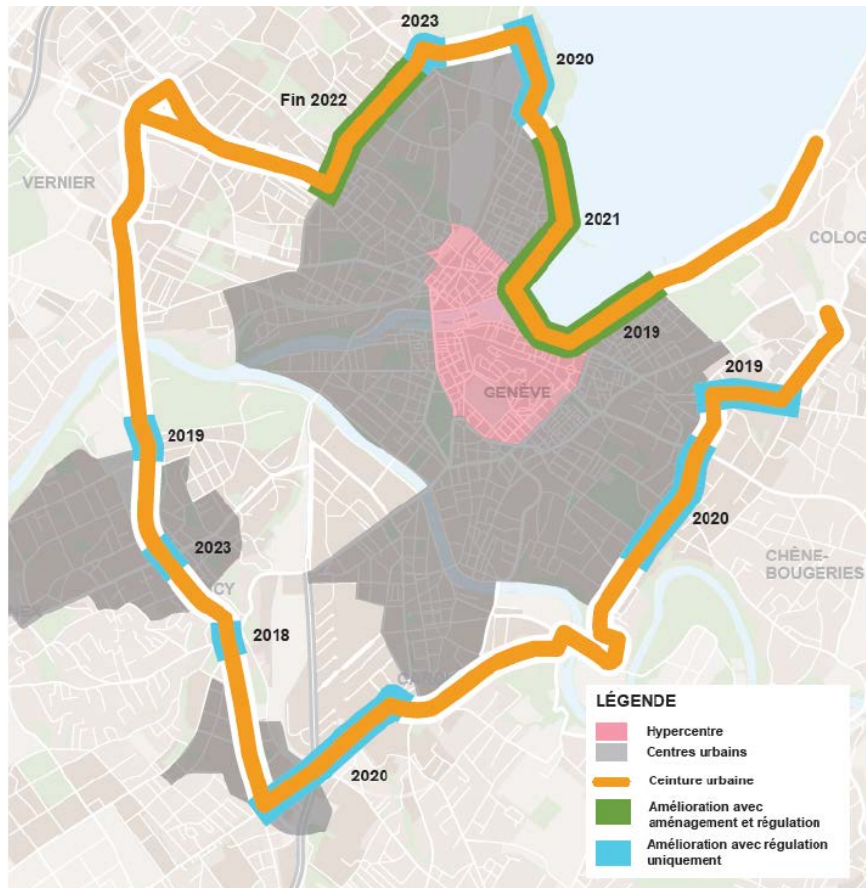 2023
2020
Fin 2022
VERNIER
2021
COLOG
2019
2019
GENÈVE
2019
2020
2023
CY
CHÊNE-
BOUGERIES
2018
CAROU
2020
LÉGENDE
Hypercentre
Centres urbains
Ceinture urbaine
Amélioration avec
aménagement et régulation
Amélioration avec régulation
uniquement